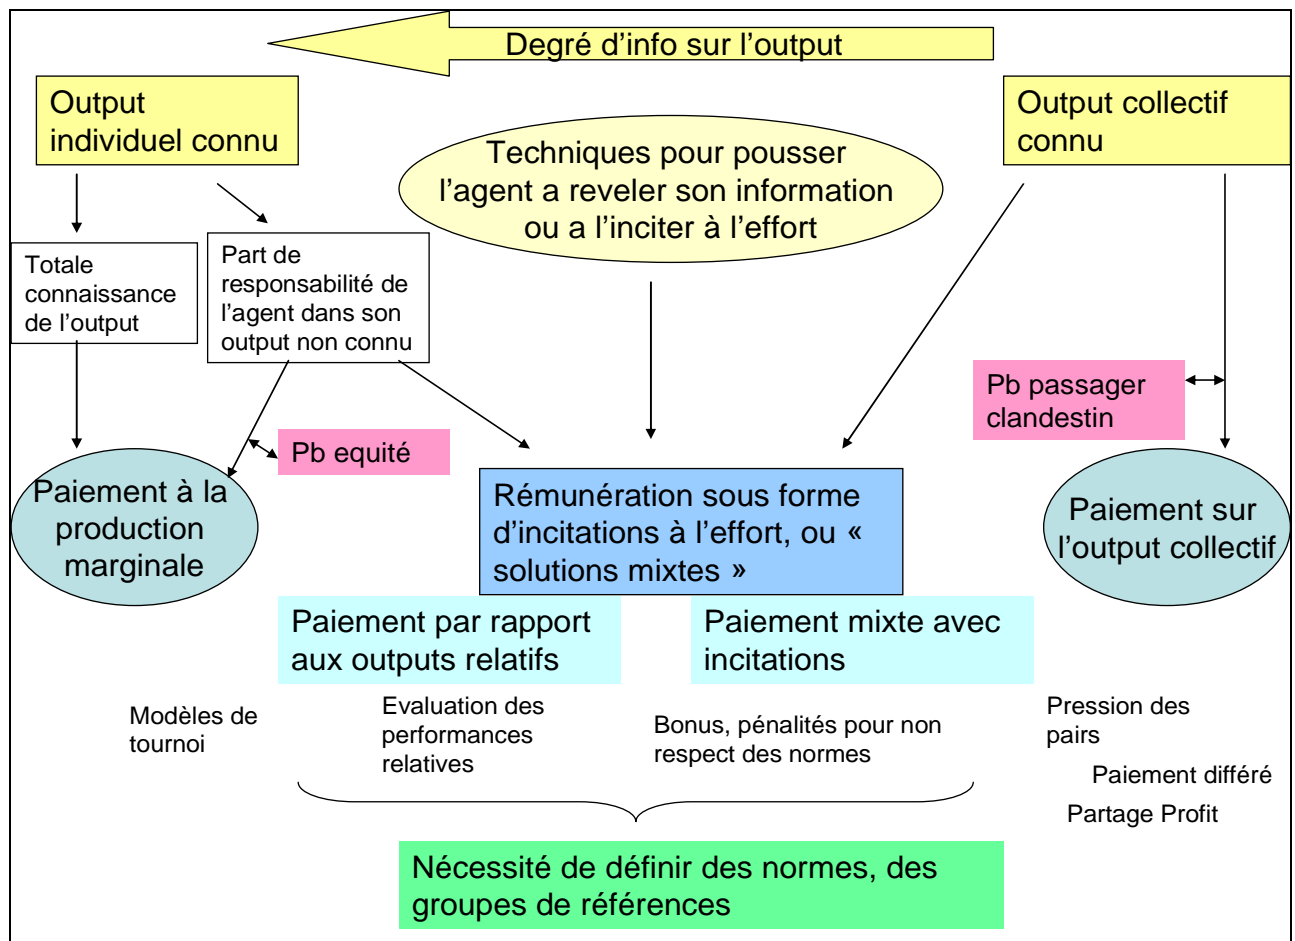 Degré d’info sur l’output
Output
individuel connu
Output collectif
connu
Techniques pour pousser
l’agent a reveler son information
ou a l’inciter à l’effort
Totale
connaissance
de l’output
Part de
responsabilité de
l’agent dans son
output non connu
Pb passager
clandestin
Pb equité
Paiement à la
production
marginale
Rémunération sous forme
d’incitations à l’effort, ou «
solutions mixtes »
Paiement sur
l’output collectif
Paiement par rapport
aux outputs relatifs
Paiement mixte avec
incitations
Modèles de
tournoi
Evaluation des
performances
relatives
Bonus, pénalités pour non
respect des normes
Pression des
pairs
Paiement différé
Partage Profit
Nécessité de définir des normes, des
groupes de références